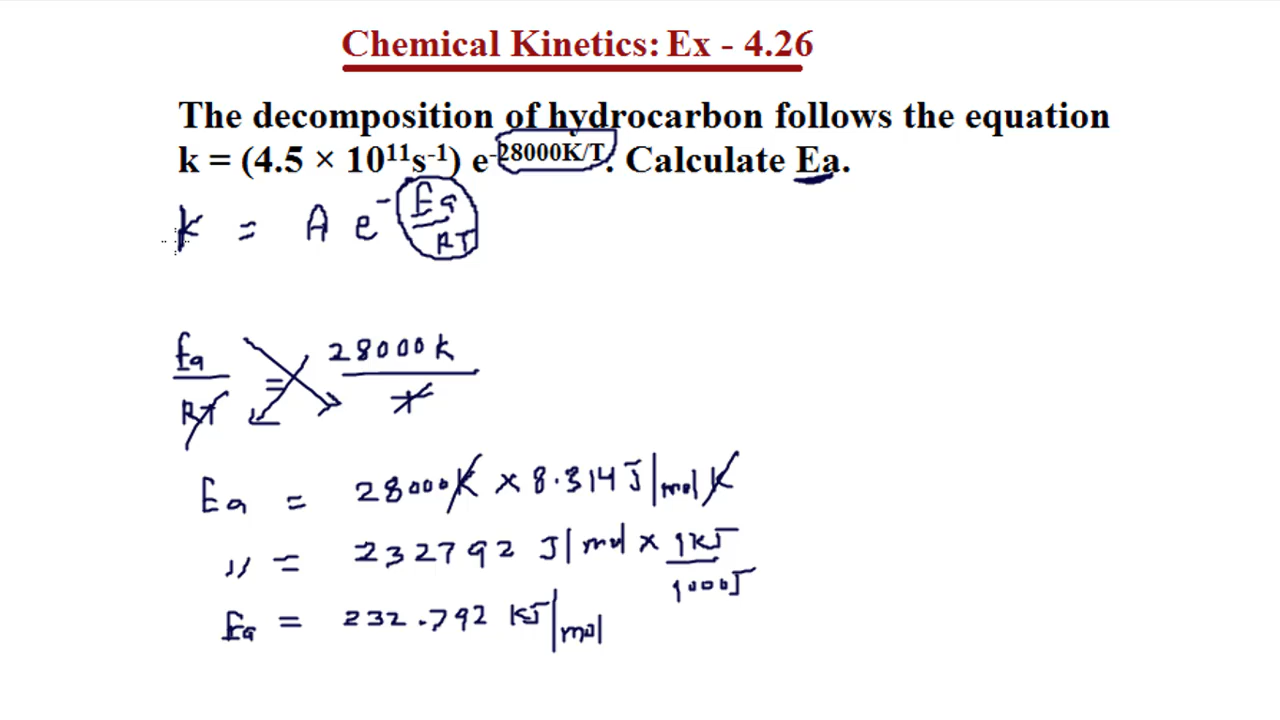 Chemical Kinetics: Ex - 4.26
The decomposition of hydrocarbon follows the equation
k = (4.5 × 10¹¹s⁻¹) e⁻²⁸⁰⁰⁰ᴷ/ᵀ. Calculate Ea.
k = A e^-Ea/RT
Ea/RT = 28000K/T
Ea = 28000K × 8.314 J/mol K
" = 232792 J/mol × 1KJ/1000J
Ea = 232.792 KJ/mol